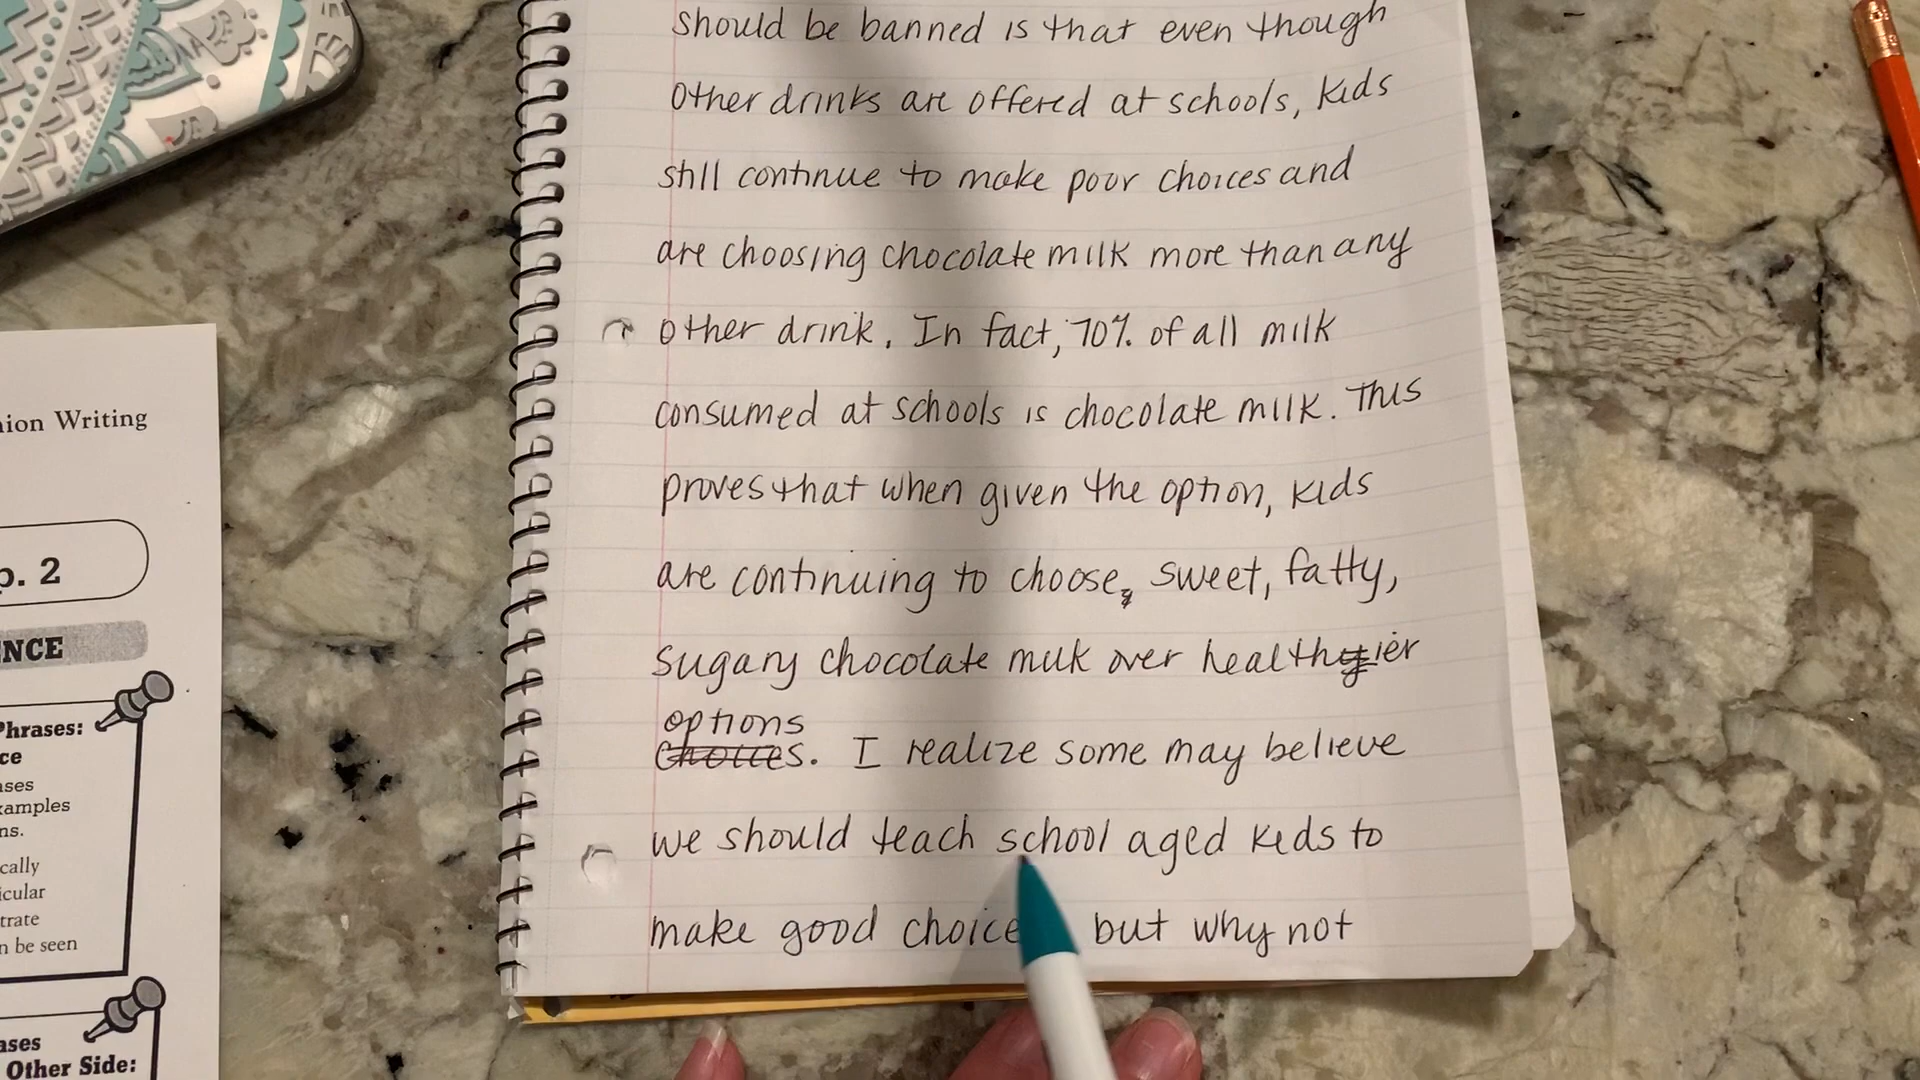 should be banned is that even though
other drinks are offered at schools, kids
still continue to make poor choices and
are choosing chocolate milk more than any
other drink. In fact, 70% of all milk
consumed at schools is chocolate milk. This
proves that when given the option, kids
are continuing to choose, sweet, fatty,
sugary chocolate milk over healthyier
options
choices. I realize some may believe
we should teach school aged kids to
make good choice but why not
nion Writing
p. 2
NCE
Phrases:
ce
ases
xamples
ns.
cally
icular
trate
n be seen
ases
Other Side: